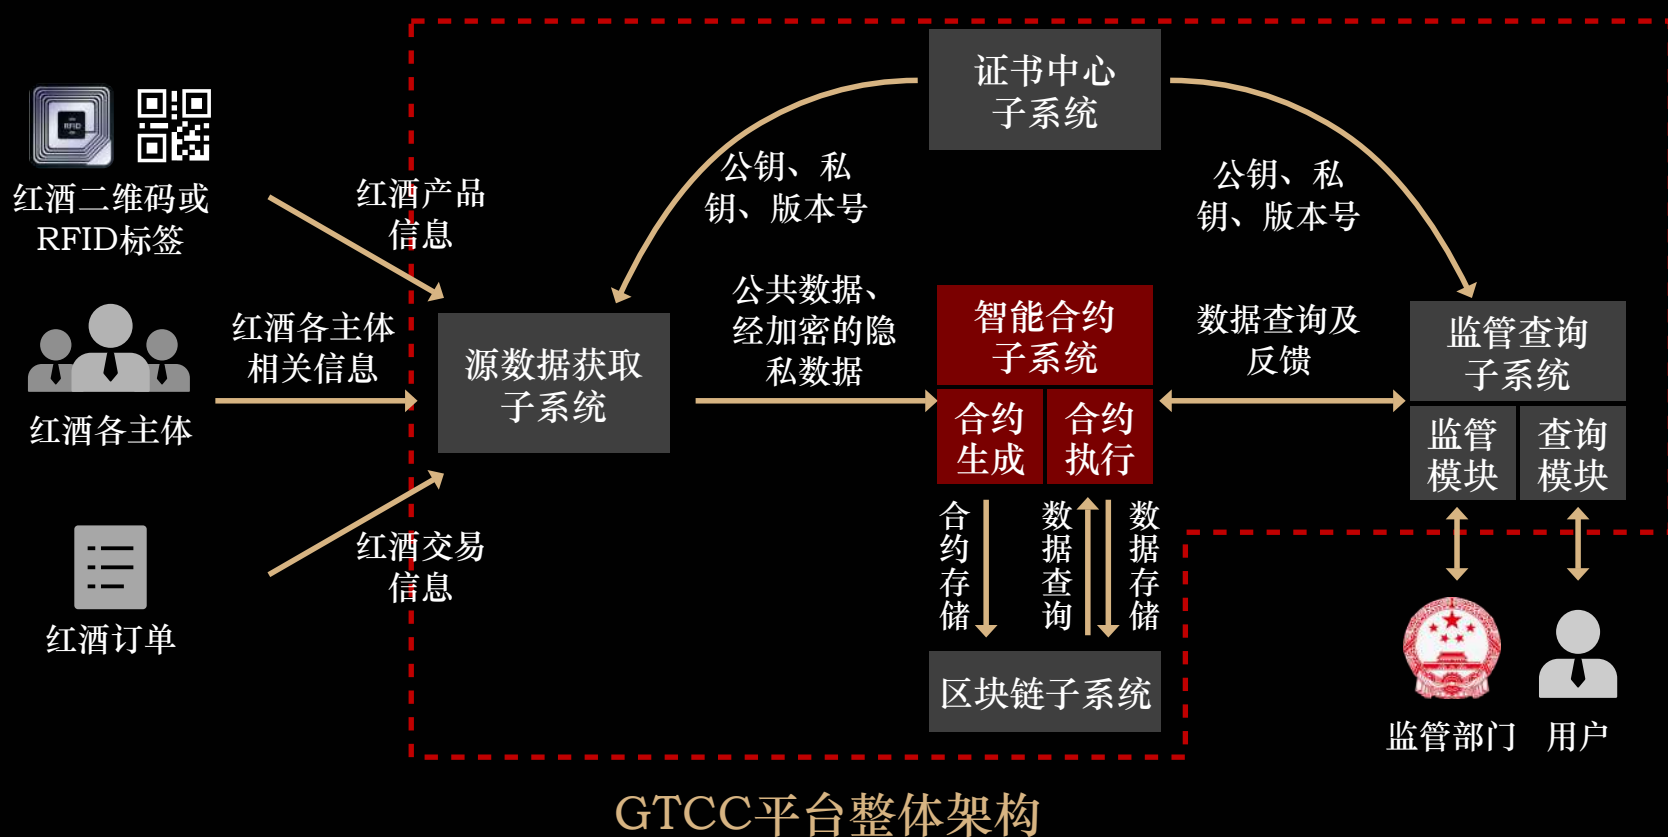 证书中心
子系统
RFID
红酒二维码或
RFID标签
红酒产品
信息
公钥、私
钥、版本号
公钥、私
钥、版本号
红酒各主体
相关信息
红酒各主体
源数据获取
子系统
公共数据、
经加密的隐
私数据
智能合约
子系统
合约
生成
合约
执行
数据查询及
反馈
监管查询
子系统
监管
模块
查询
模块
红酒交易
信息
红酒订单
合约存储
数据查询
数据存储
区块链子系统
监管部门
用户
GTCC平台整体架构